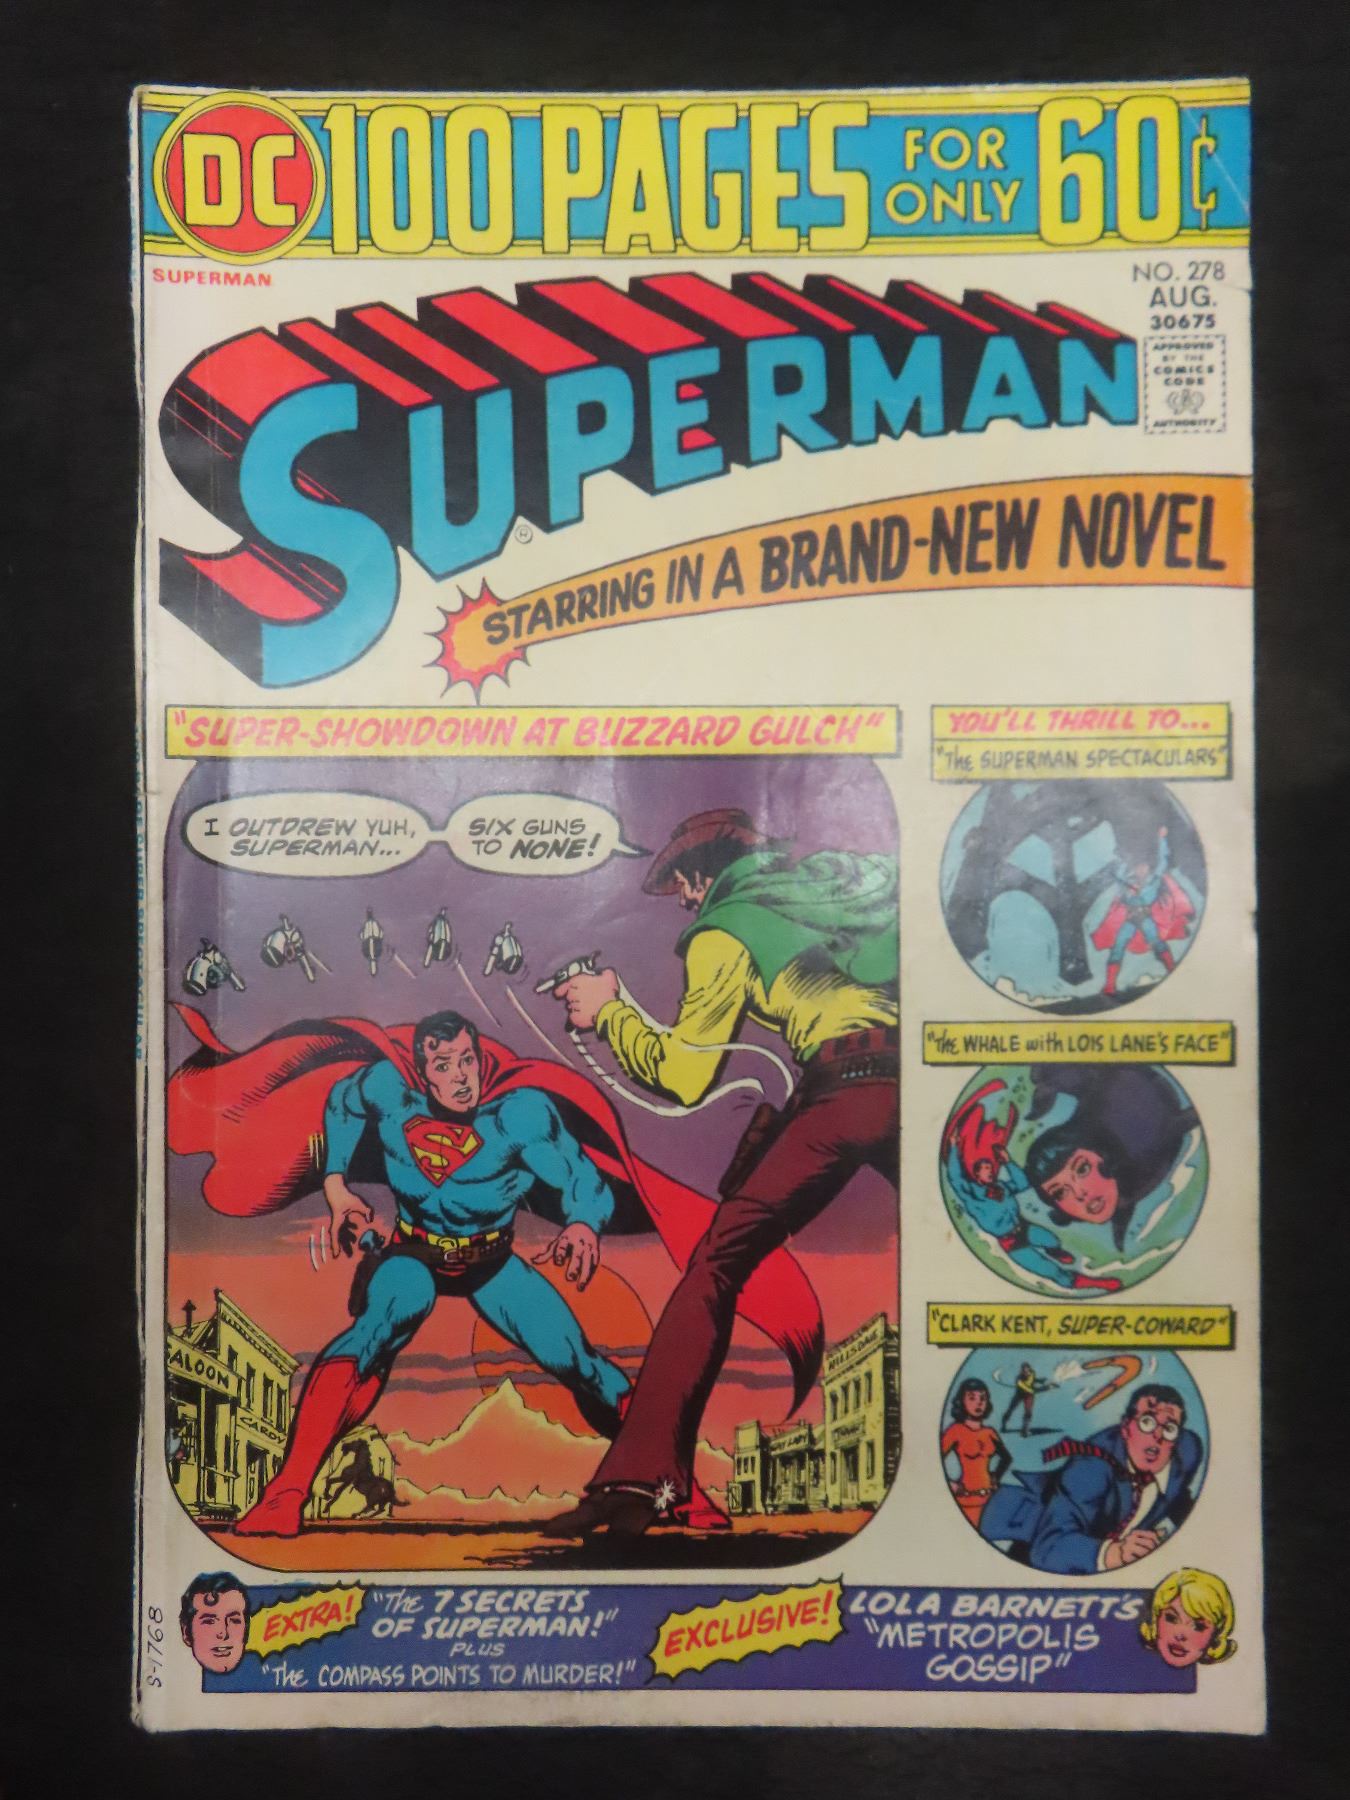 DC 100 PAGES FOR ONLY 60¢
SUPERMAN
NO. 278
AUG.
30675
APPROVED
BY THE
COMICS
CODE
AUTHORITY
SUPERMAN
®
STARRING IN A BRAND-NEW NOVEL
"SUPER-SHOWDOWN AT BUZZARD GULCH"
I OUTDREW YUH,
SUPERMAN...
SIX GUNS
TO NONE!
S
SALOON
CARDS
YOU'LL THRILL TO...
"The SUPERMAN SPECTACULARS"
"The WHALE with LOIS LANE'S FACE"
"CLARK KENT, SUPER-COWARD"
EXTRA!
"The 7 SECRETS
OF SUPERMAN!"
PLUS
"The COMPASS POINTS TO MURDER!"
EXCLUSIVE!
LOLA BARNETT'S
"METROPOLIS
GOSSIP"
S-1768